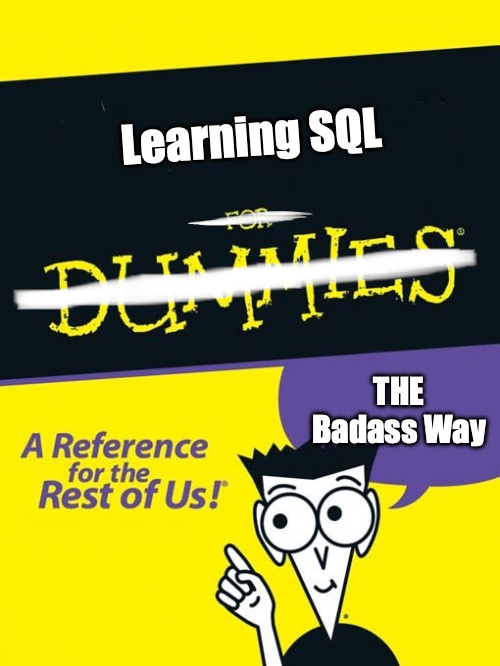 Learning SQL
FOR
DUMMIES®
THE
Badass Way
A Reference
for the
Rest of Us!®